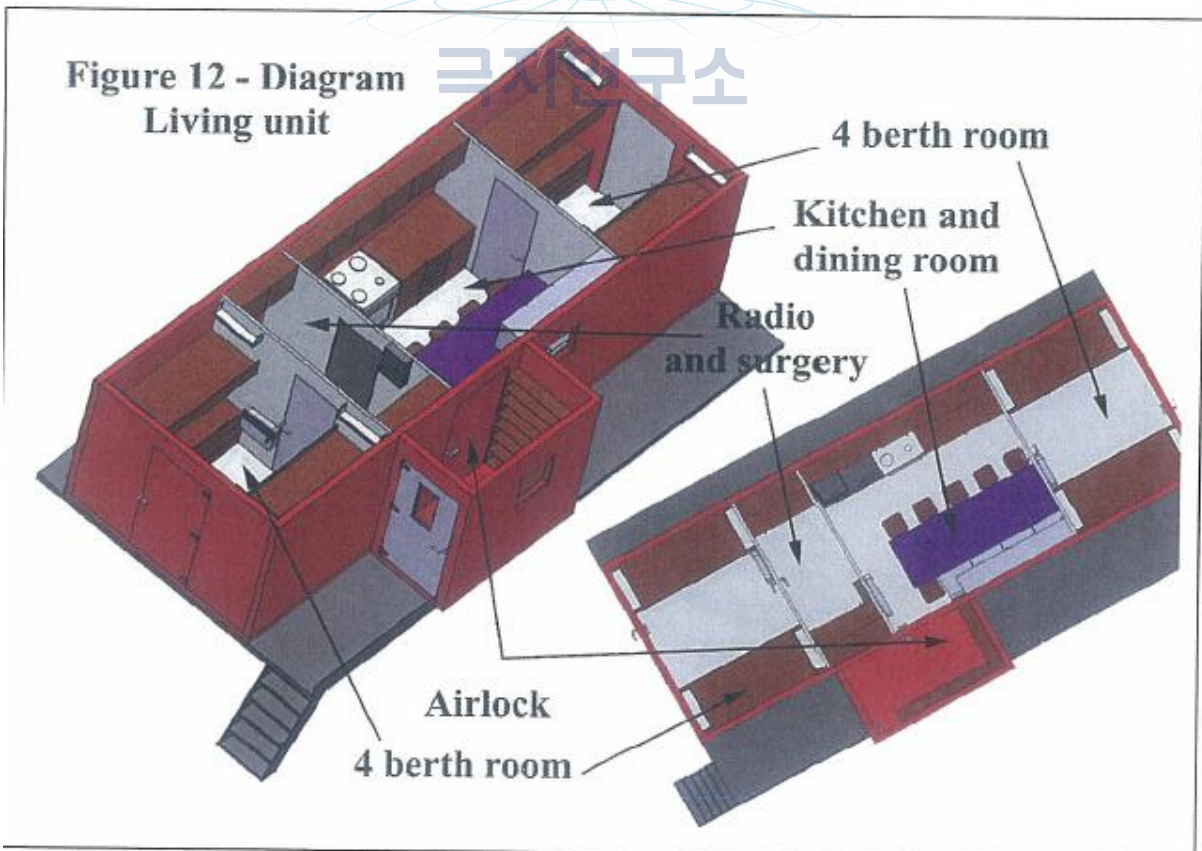 극지연구소
Figure 12 - Diagram
Living unit
4 berth room
Kitchen and
dining room
Radio
and surgery
Airlock
4 berth room